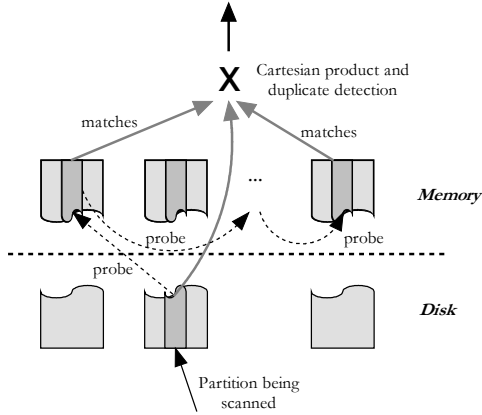 X
Cartesian product and
duplicate detection
matches
matches
...
Memory
probe
probe
probe
Disk
Partition being
scanned